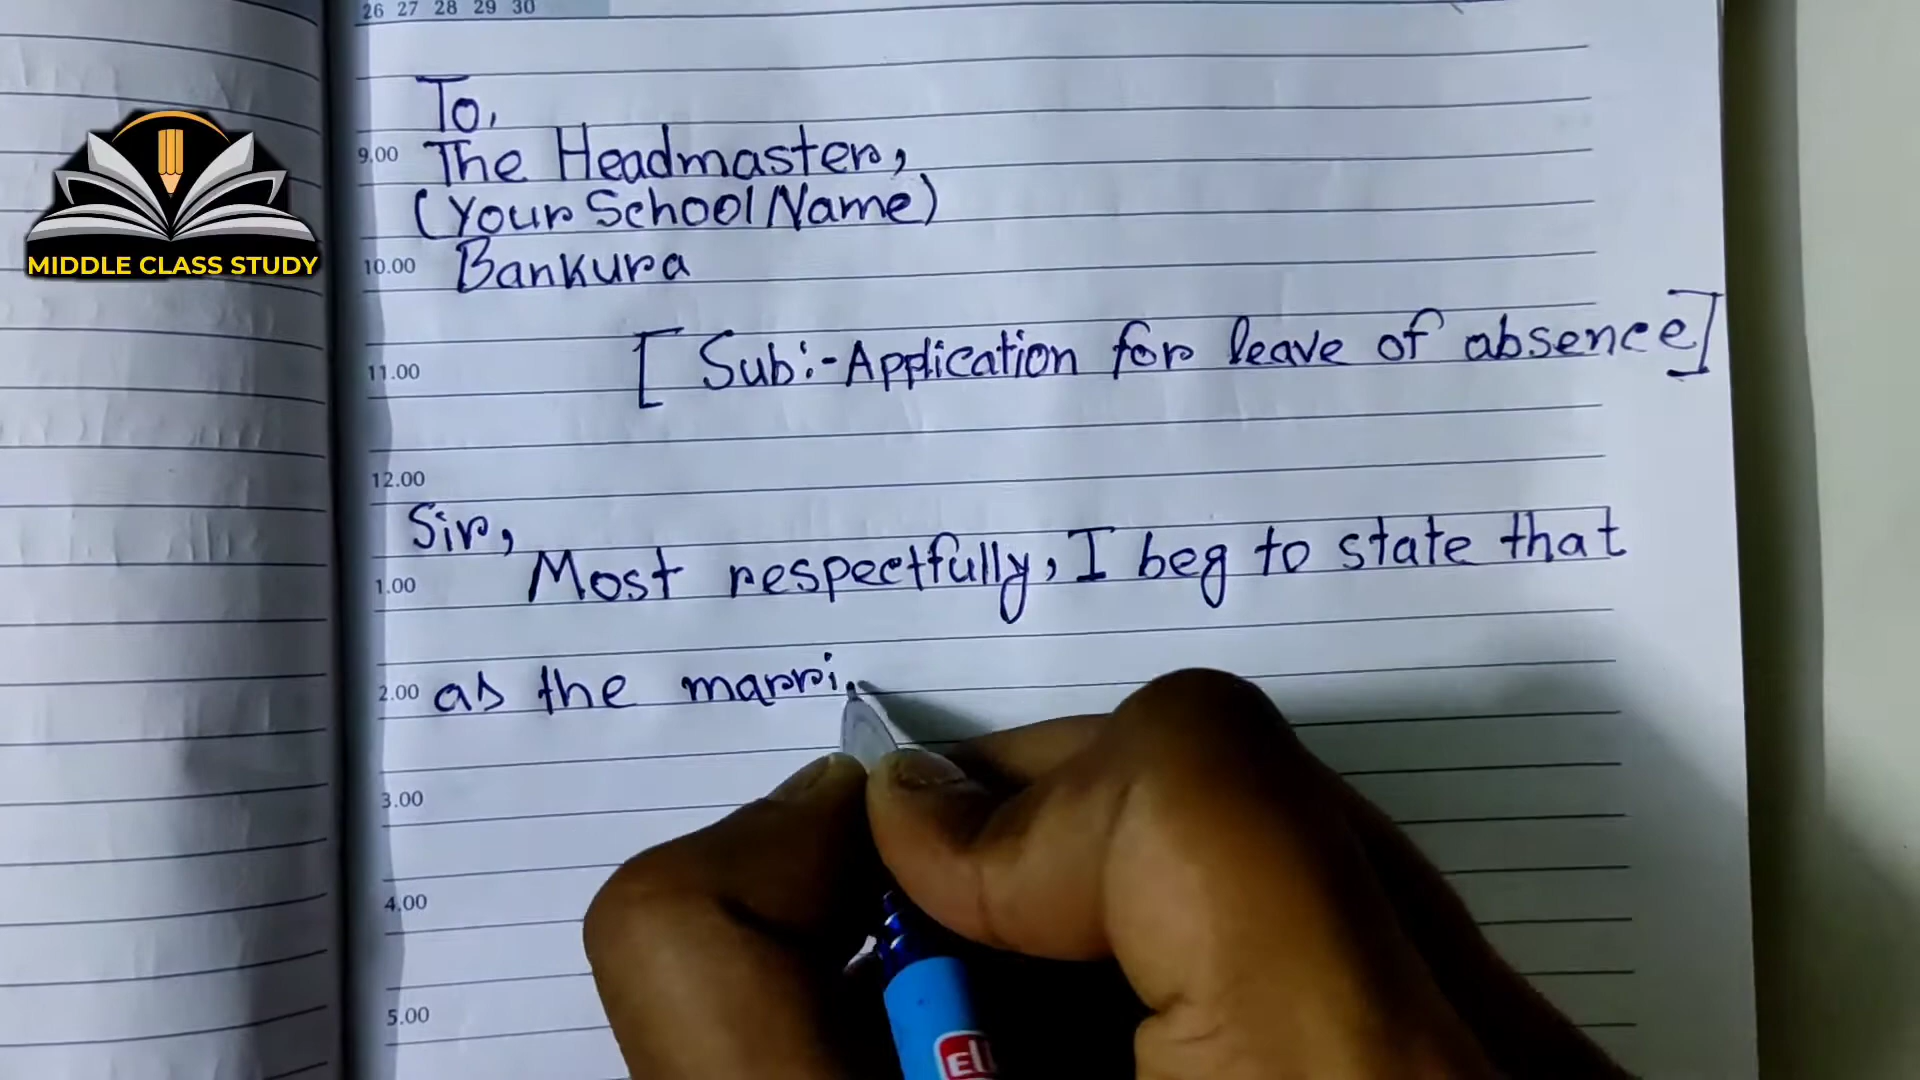 26 27 28 29 30
To,
9.00 The Headmaster,
(Your School Name)
10.00 Bankura
11.00 [Sub:-Application for leave of absence]
12.00
Sir,
1.00 Most respectfully, I beg to state that
2.00 as the marri
3.00
4.00
5.00
MIDDLE CLASS STUDY